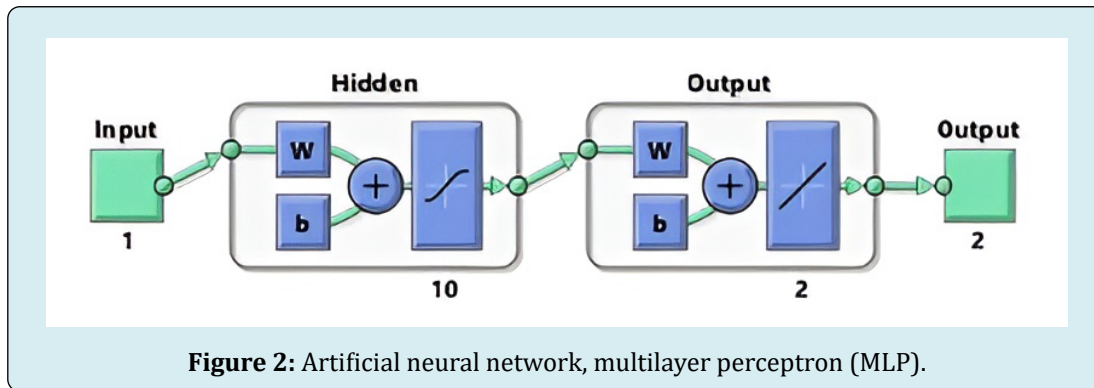 Hidden
Output
Input
Output
W
W
+
+
b
b
1
2
10
2
Figure 2: Artificial neural network, multilayer perceptron (MLP).